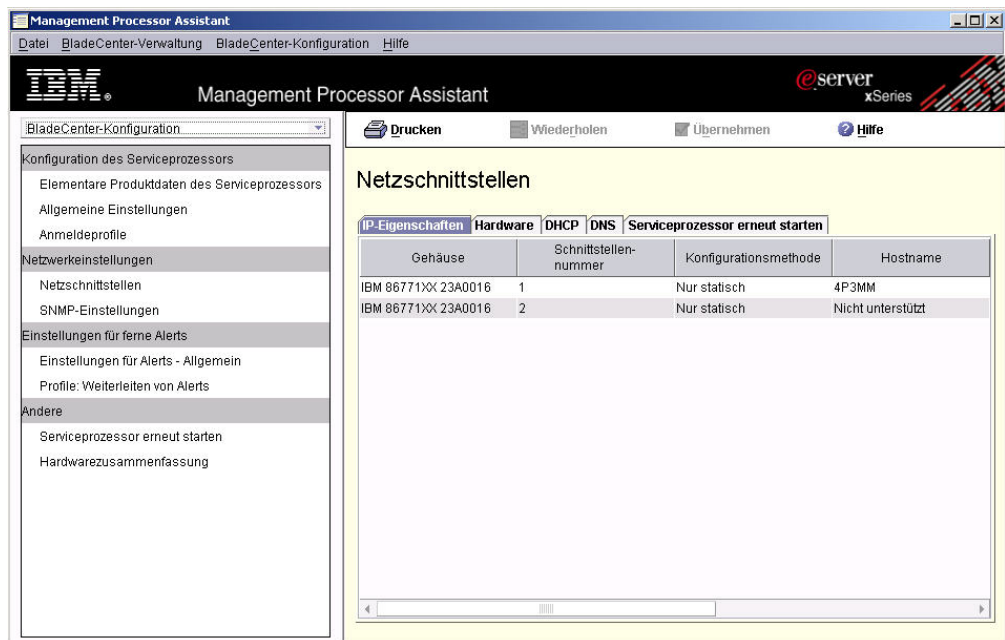 Management Processor Assistant
Datei BladeCenter-Verwaltung BladeCenter-Konfiguration Hilfe
IBM®
Management Processor Assistant
eserver
xSeries
BladeCenter-Konfiguration
Drucken Wiederholen Übernehmen Hilfe
Konfiguration des Serviceprozessors
Elementare Produktdaten des Serviceprozessors
Allgemeine Einstellungen
Anmeldeprofile
Netzwerkeinstellungen
Netzschnittstellen
SNMP-Einstellungen
Einstellungen für ferne Alerts
Einstellungen für Alerts - Allgemein
Profile: Weiterleiten von Alerts
Andere
Serviceprozessor erneut starten
Hardwarezusammenfassung
Netzschnittstellen
IP-Eigenschaften Hardware DHCP DNS Serviceprozessor erneut starten
Gehäuse Schnittstellen-
nummer Konfigurationsmethode Hostname
IBM 86771XX 23A0016 1 Nur statisch 4P3MM
IBM 86771XX 23A0016 2 Nur statisch Nicht unterstützt